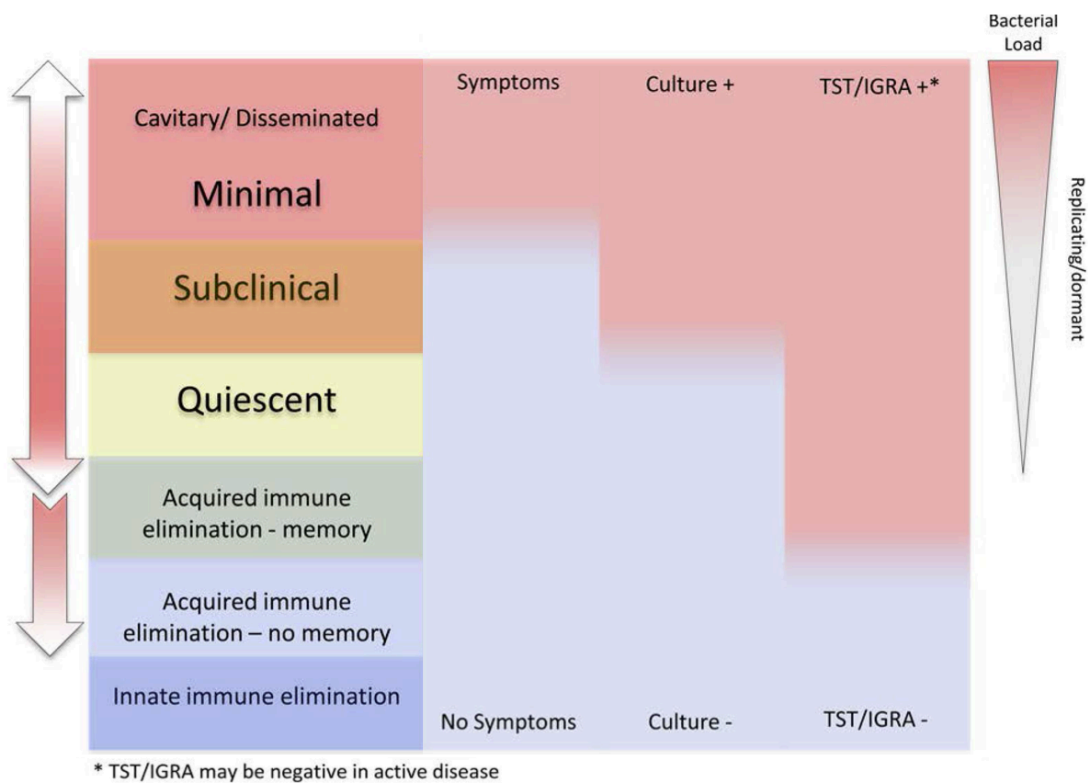 Bacterial
Load
Symptoms
Culture +
TST/IGRA +*
Cavitary/ Disseminated
Minimal
Subclinical
Quiescent
Acquired immune
elimination - memory
Acquired immune
elimination – no memory
Innate immune elimination
No Symptoms
Culture -
TST/IGRA -
Replicating/dormant
* TST/IGRA may be negative in active disease